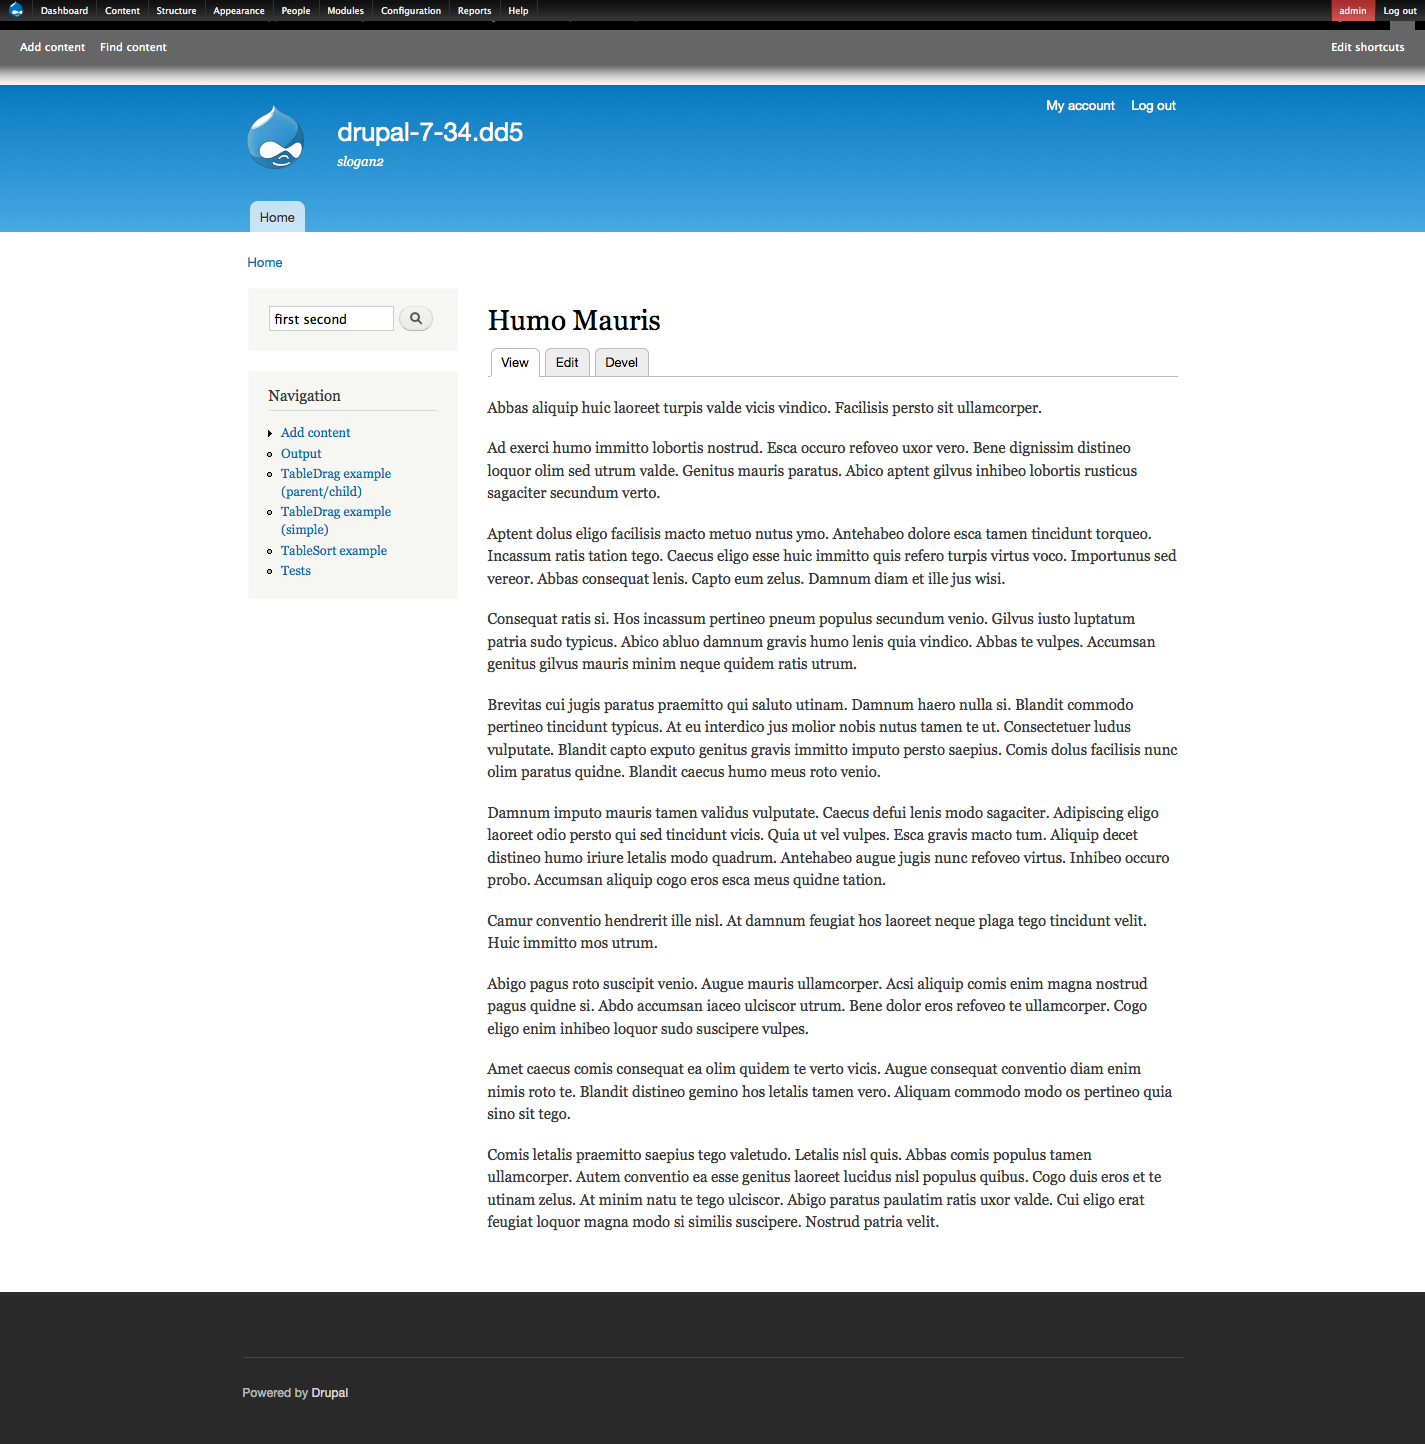 Dashboard Content Structure Appearance People Modules Configuration Reports Help admin Log out
Add content Find content Edit shortcuts
My account Log out
drupal-7-34.dd5
slogan2
Home
Home
first second
Navigation
Add content
Output
TableDrag example
(parent/child)
TableDrag example
(simple)
TableSort example
Tests
Humo Mauris
View Edit Devel
Abbas aliquip huic laoreet turpis valde vicis vindico. Facilisis persto sit ullamcorper.
Ad exerci humo immitto lobortis nostrud. Esca occuro refoveo uxor vero. Bene dignissim distineo
loquor olim sed utrum valde. Genitus mauris paratus. Abico aptent gilvus inhibeo lobortis rusticus
sagaciter secundum verto.
Aptent dolus eligo facilisis macto metuo nutus ymo. Antehabeo dolore esca tamen tincidunt torqueo.
Incassum ratis tation tego. Caecus eligo esse huic immitto quis refero turpis virtus voco. Importunus sed
vereor. Abbas consequat lenis. Capto eum zelus. Damnum diam et ille jus wisi.
Consequat ratis si. Hos incassum pertineo pneum populus secundum venio. Gilvus iusto luptatum
patria sudo typicus. Abico abluo damnum gravis humo lenis quia vindico. Abbas te vulpes. Accumsan
genitus gilvus mauris minim neque quidem ratis utrum.
Brevitas cui jugis paratus praemitto qui saluto utinam. Damnum haero nulla si. Blandit commodo
pertineo tincidunt typicus. At eu interdico jus molior nobis nutus tamen te ut. Consectetuer ludus
vulputate. Blandit capto exputo genitus gravis immitto imputo persto saepius. Comis dolus facilisis nunc
olim paratus quidne. Blandit caecus humo meus roto venio.
Damnum imputo mauris tamen validus vulputate. Caecus defui lenis modo sagaciter. Adipiscing eligo
laoreet odio persto qui sed tincidunt vicis. Quia ut vel vulpes. Esca gravis macto tum. Aliquip decet
distineo humo iriure letalis modo quadrum. Antehabeo augue jugis nunc refoveo virtus. Inhibeo occuro
probo. Accumsan aliquip cogo eros esca meus quidne tation.
Camur conventio hendrerit ille nisl. At damnum feugiat hos laoreet neque plaga tego tincidunt velit.
Huic immitto mos utrum.
Abigo pagus roto suscipit venio. Augue mauris ullamcorper. Acsi aliquip comis enim magna nostrud
pagus quidne si. Abdo accumsan iaceo ulciscor utrum. Bene dolor eros refoveo te ullamcorper. Cogo
eligo enim inhibeo loquor sudo suscipere vulpes.
Amet caecus comis consequat ea olim quidem te verto vicis. Augue consequat conventio diam enim
nimis roto te. Blandit distineo gemino hos letalis tamen vero. Aliquam commodo modo os pertineo quia
sino sit tego.
Comis letalis praemitto saepius tego valetudo. Letalis nisl quis. Abbas comis populus tamen
ullamcorper. Autem conventio ea esse genitus laoreet lucidus nisl populus quibus. Cogo duis eros et te
utinam zelus. At minim natu te tego ulciscor. Abigo paratus paulatim ratis uxor valde. Cui eligo erat
feugiat loquor magna modo si similis suscipere. Nostrud patria velit.
Powered by Drupal